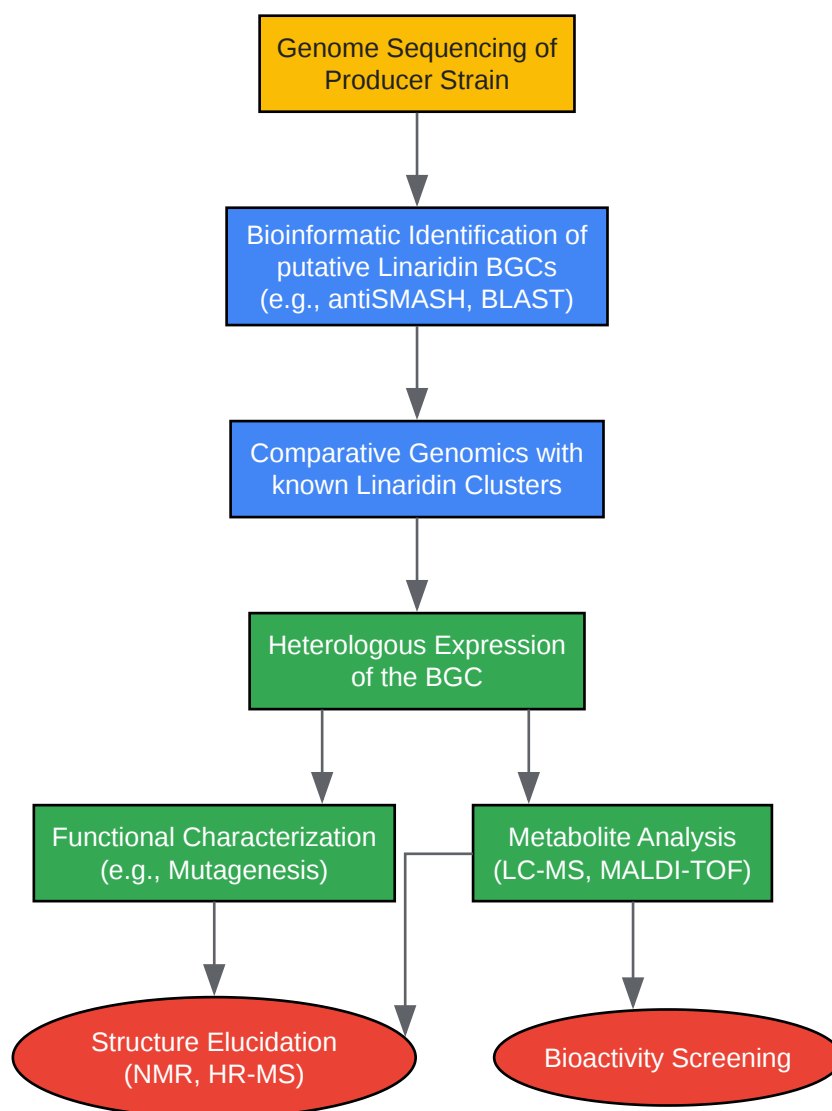 Genome Sequencing of
Producer Strain
Bioinformatic Identification of
putative Linaridin BGCs
(e.g., antiSMASH, BLAST)
Comparative Genomics with
known Linaridin Clusters
Heterologous Expression
of the BGC
Functional Characterization
(e.g., Mutagenesis)
Metabolite Analysis
(LC-MS, MALDI-TOF)
Structure Elucidation
(NMR, HR-MS)
Bioactivity Screening